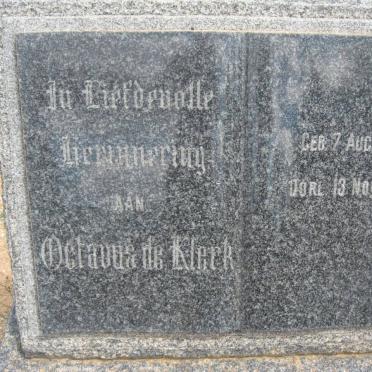 In Liefdevolle
Herinnering
AAN
Octavus de Klerk
GEB. 7 AUG
OORL. 13 NO